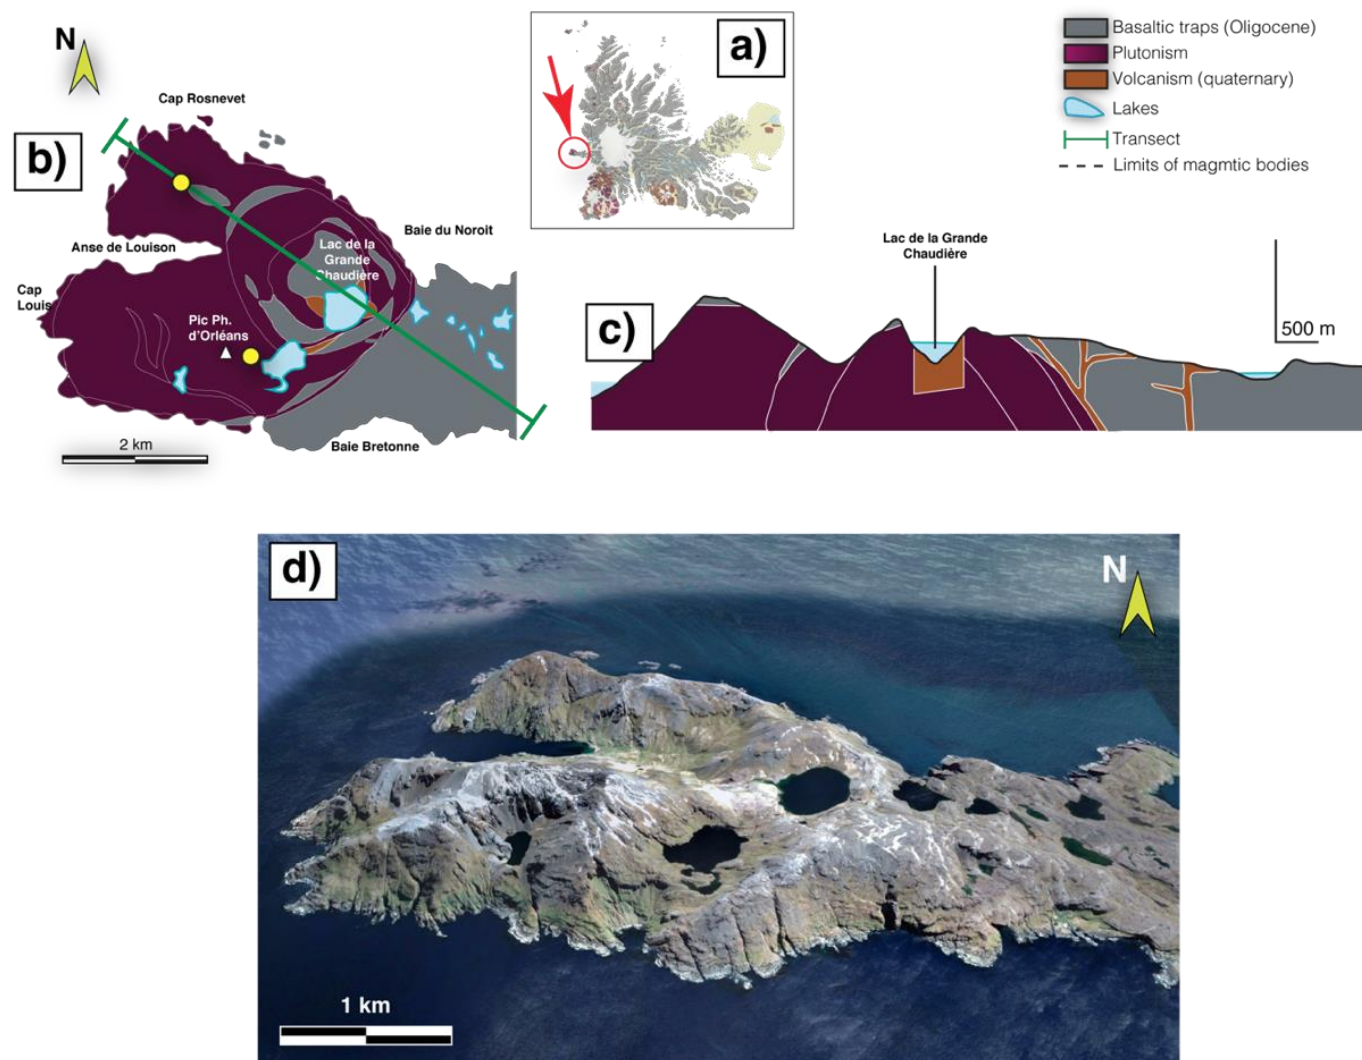 a)
Basaltic traps (Oligocene)
Plutonism
Volcanism (quaternary)
Lakes
Transect
Limits of magmtic bodies
N
b)
Cap Rosnevet
Baie du Noroit
Anse de Louison
Lac de la
Grande
Chaudière
Cap
Louis
Pic Ph.
d'Orléans
Baie Bretonne
2 km
c)
Lac de la Grande
Chaudière
500 m
d)
N
1 km